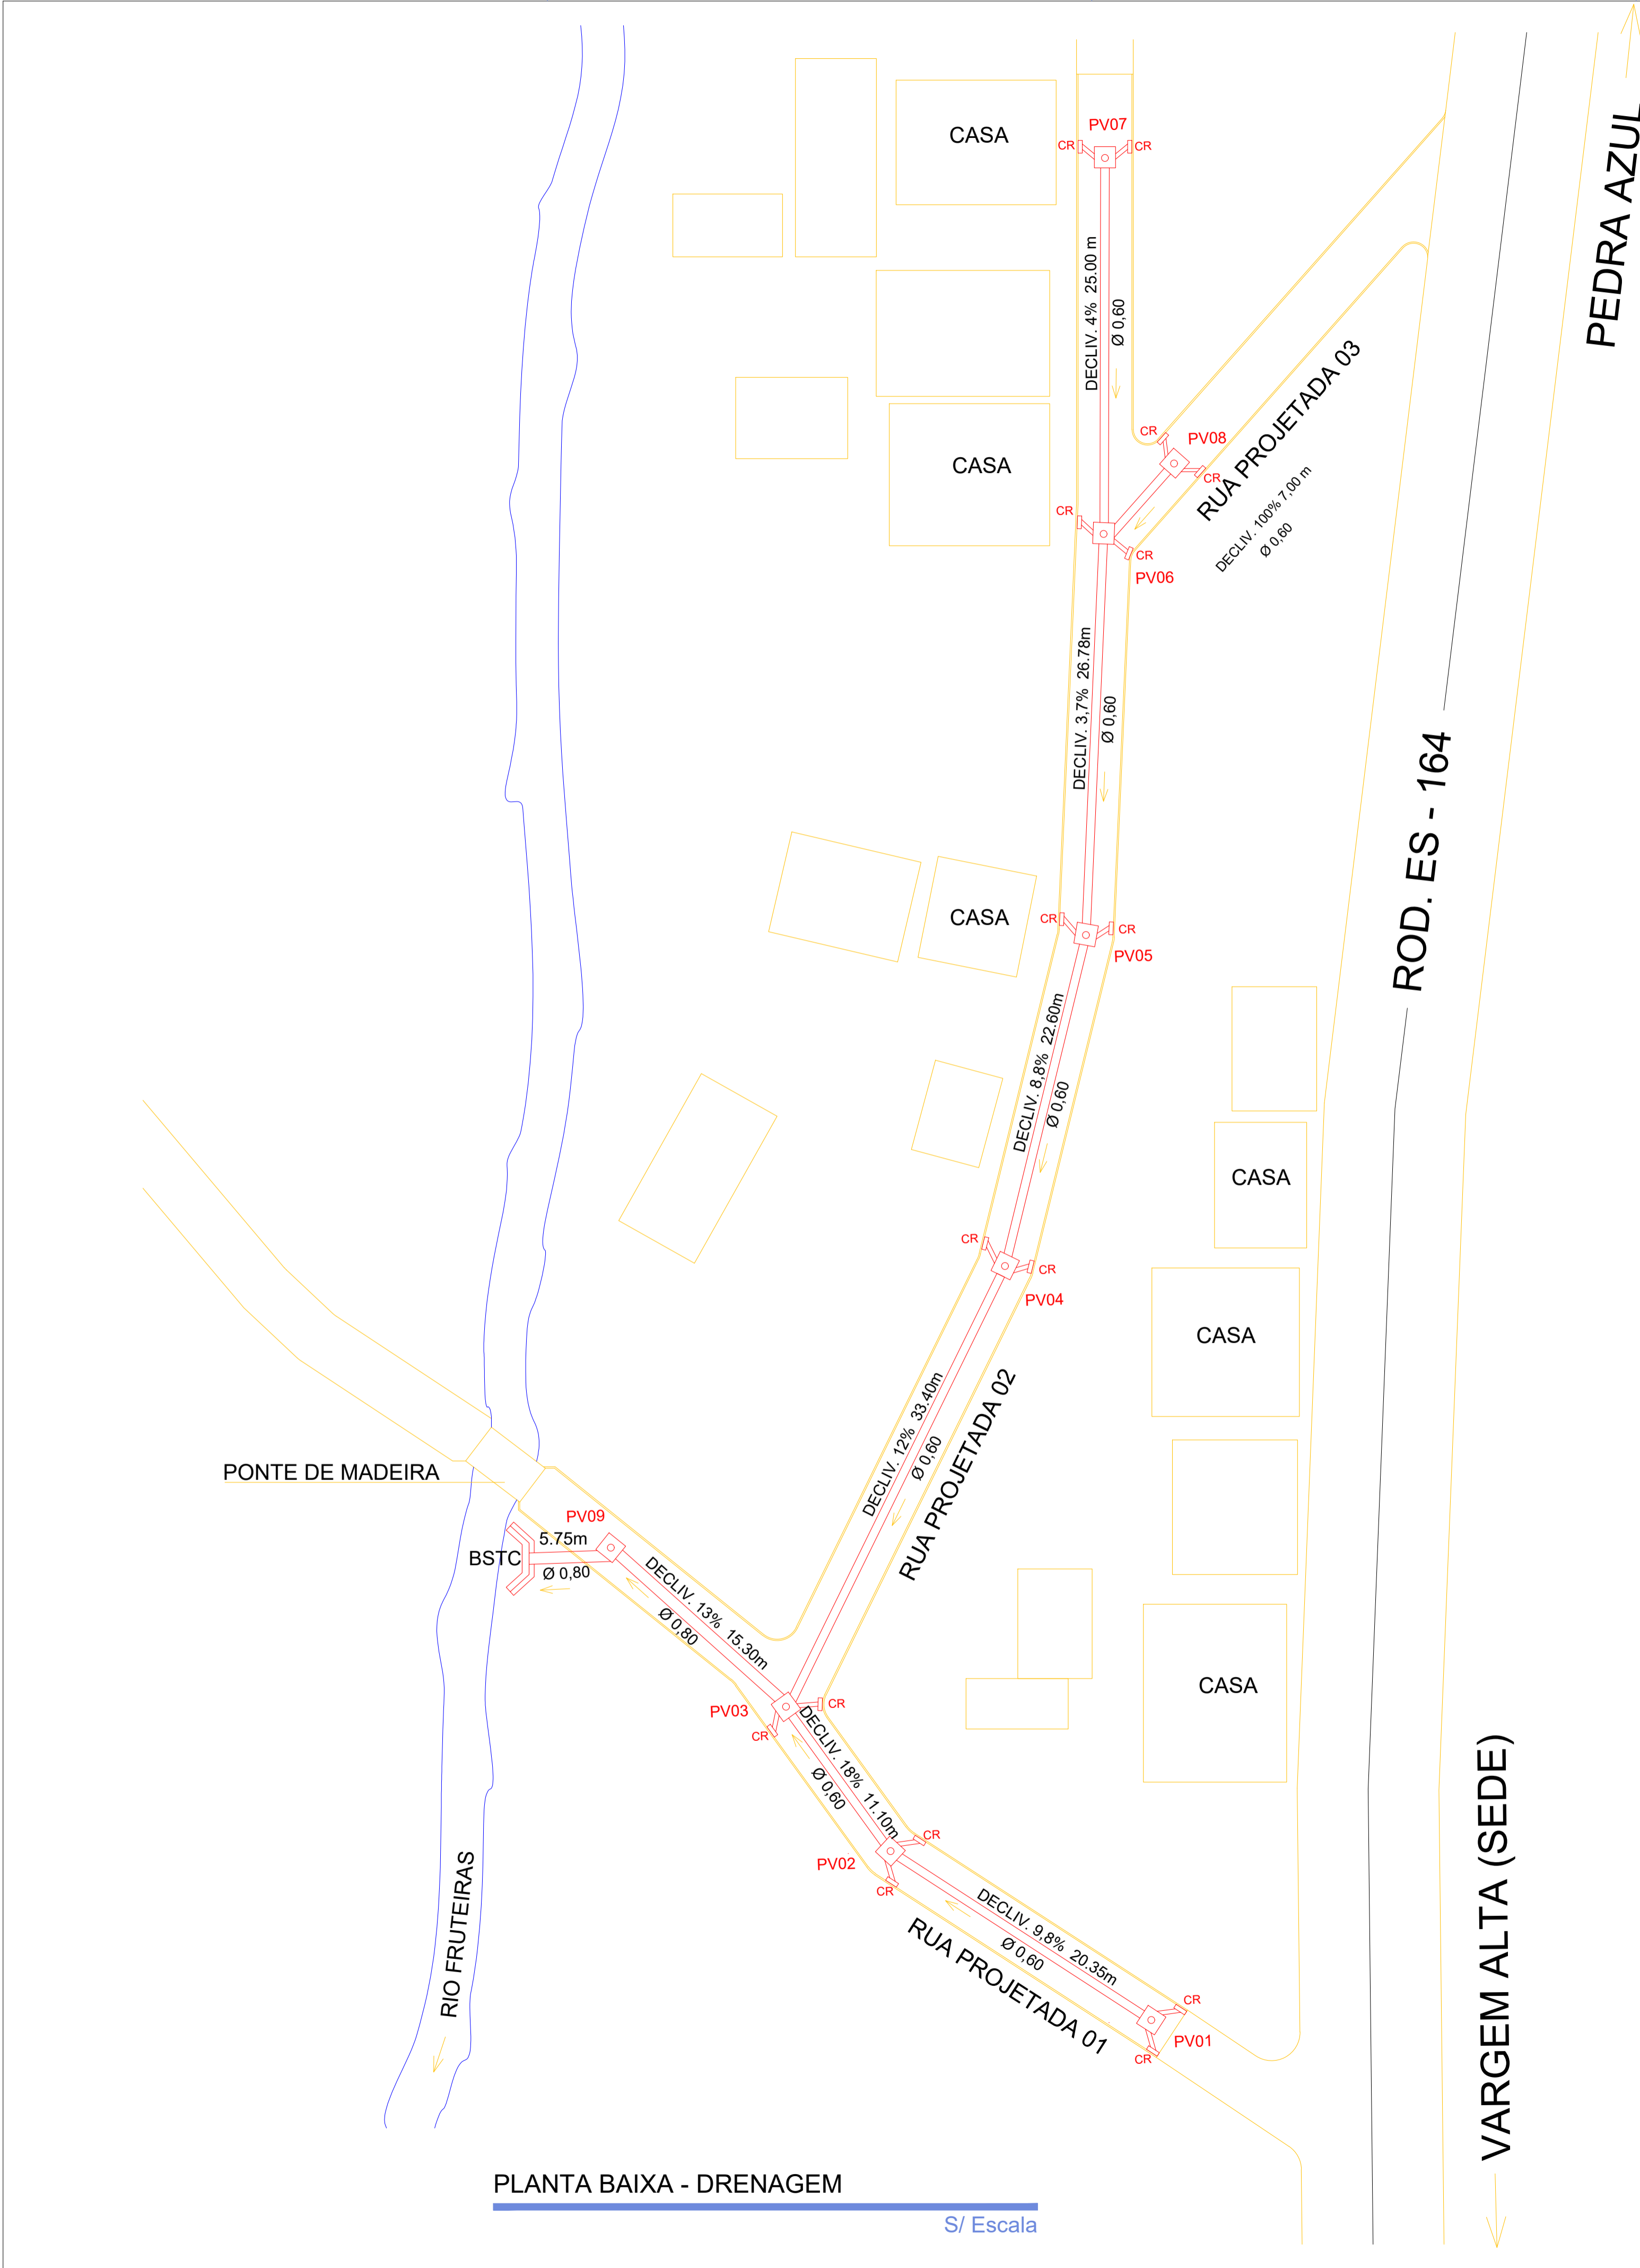 PEDRA AZUL
CASA
PV07
CR
CR
DECLIV. 4%  25.00 m
Ø 0,60
CASA
CR
PV08
CR
RUA PROJETADA 03
DECLIV. 100% 7,00 m
Ø 0,60
CR
CR
PV06
DECLIV. 3,7%  26.78m
Ø 0,60
ROD. ES - 164
CASA
CR
CR
PV05
DECLIV. 8,8%  22.60m
Ø 0,60
CASA
CR
CR
PV04
CASA
DECLIV. 12%  33.40m
Ø 0,60
RUA PROJETADA 02
PONTE DE MADEIRA
PV09
5.75m
BSTC
Ø 0,80
DECLIV. 13%  15.30m
Ø 0,80
CASA
PV03
CR
CR
DECLIV. 18%  11.10m
Ø 0,60
CR
PV02
CR
DECLIV. 9,8%  20.35m
Ø 0,60
RUA PROJETADA 01
CR
PV01
CR
RIO FRUTEIRAS
VARGEM ALTA (SEDE)
PLANTA BAIXA - DRENAGEM
S/ Escala